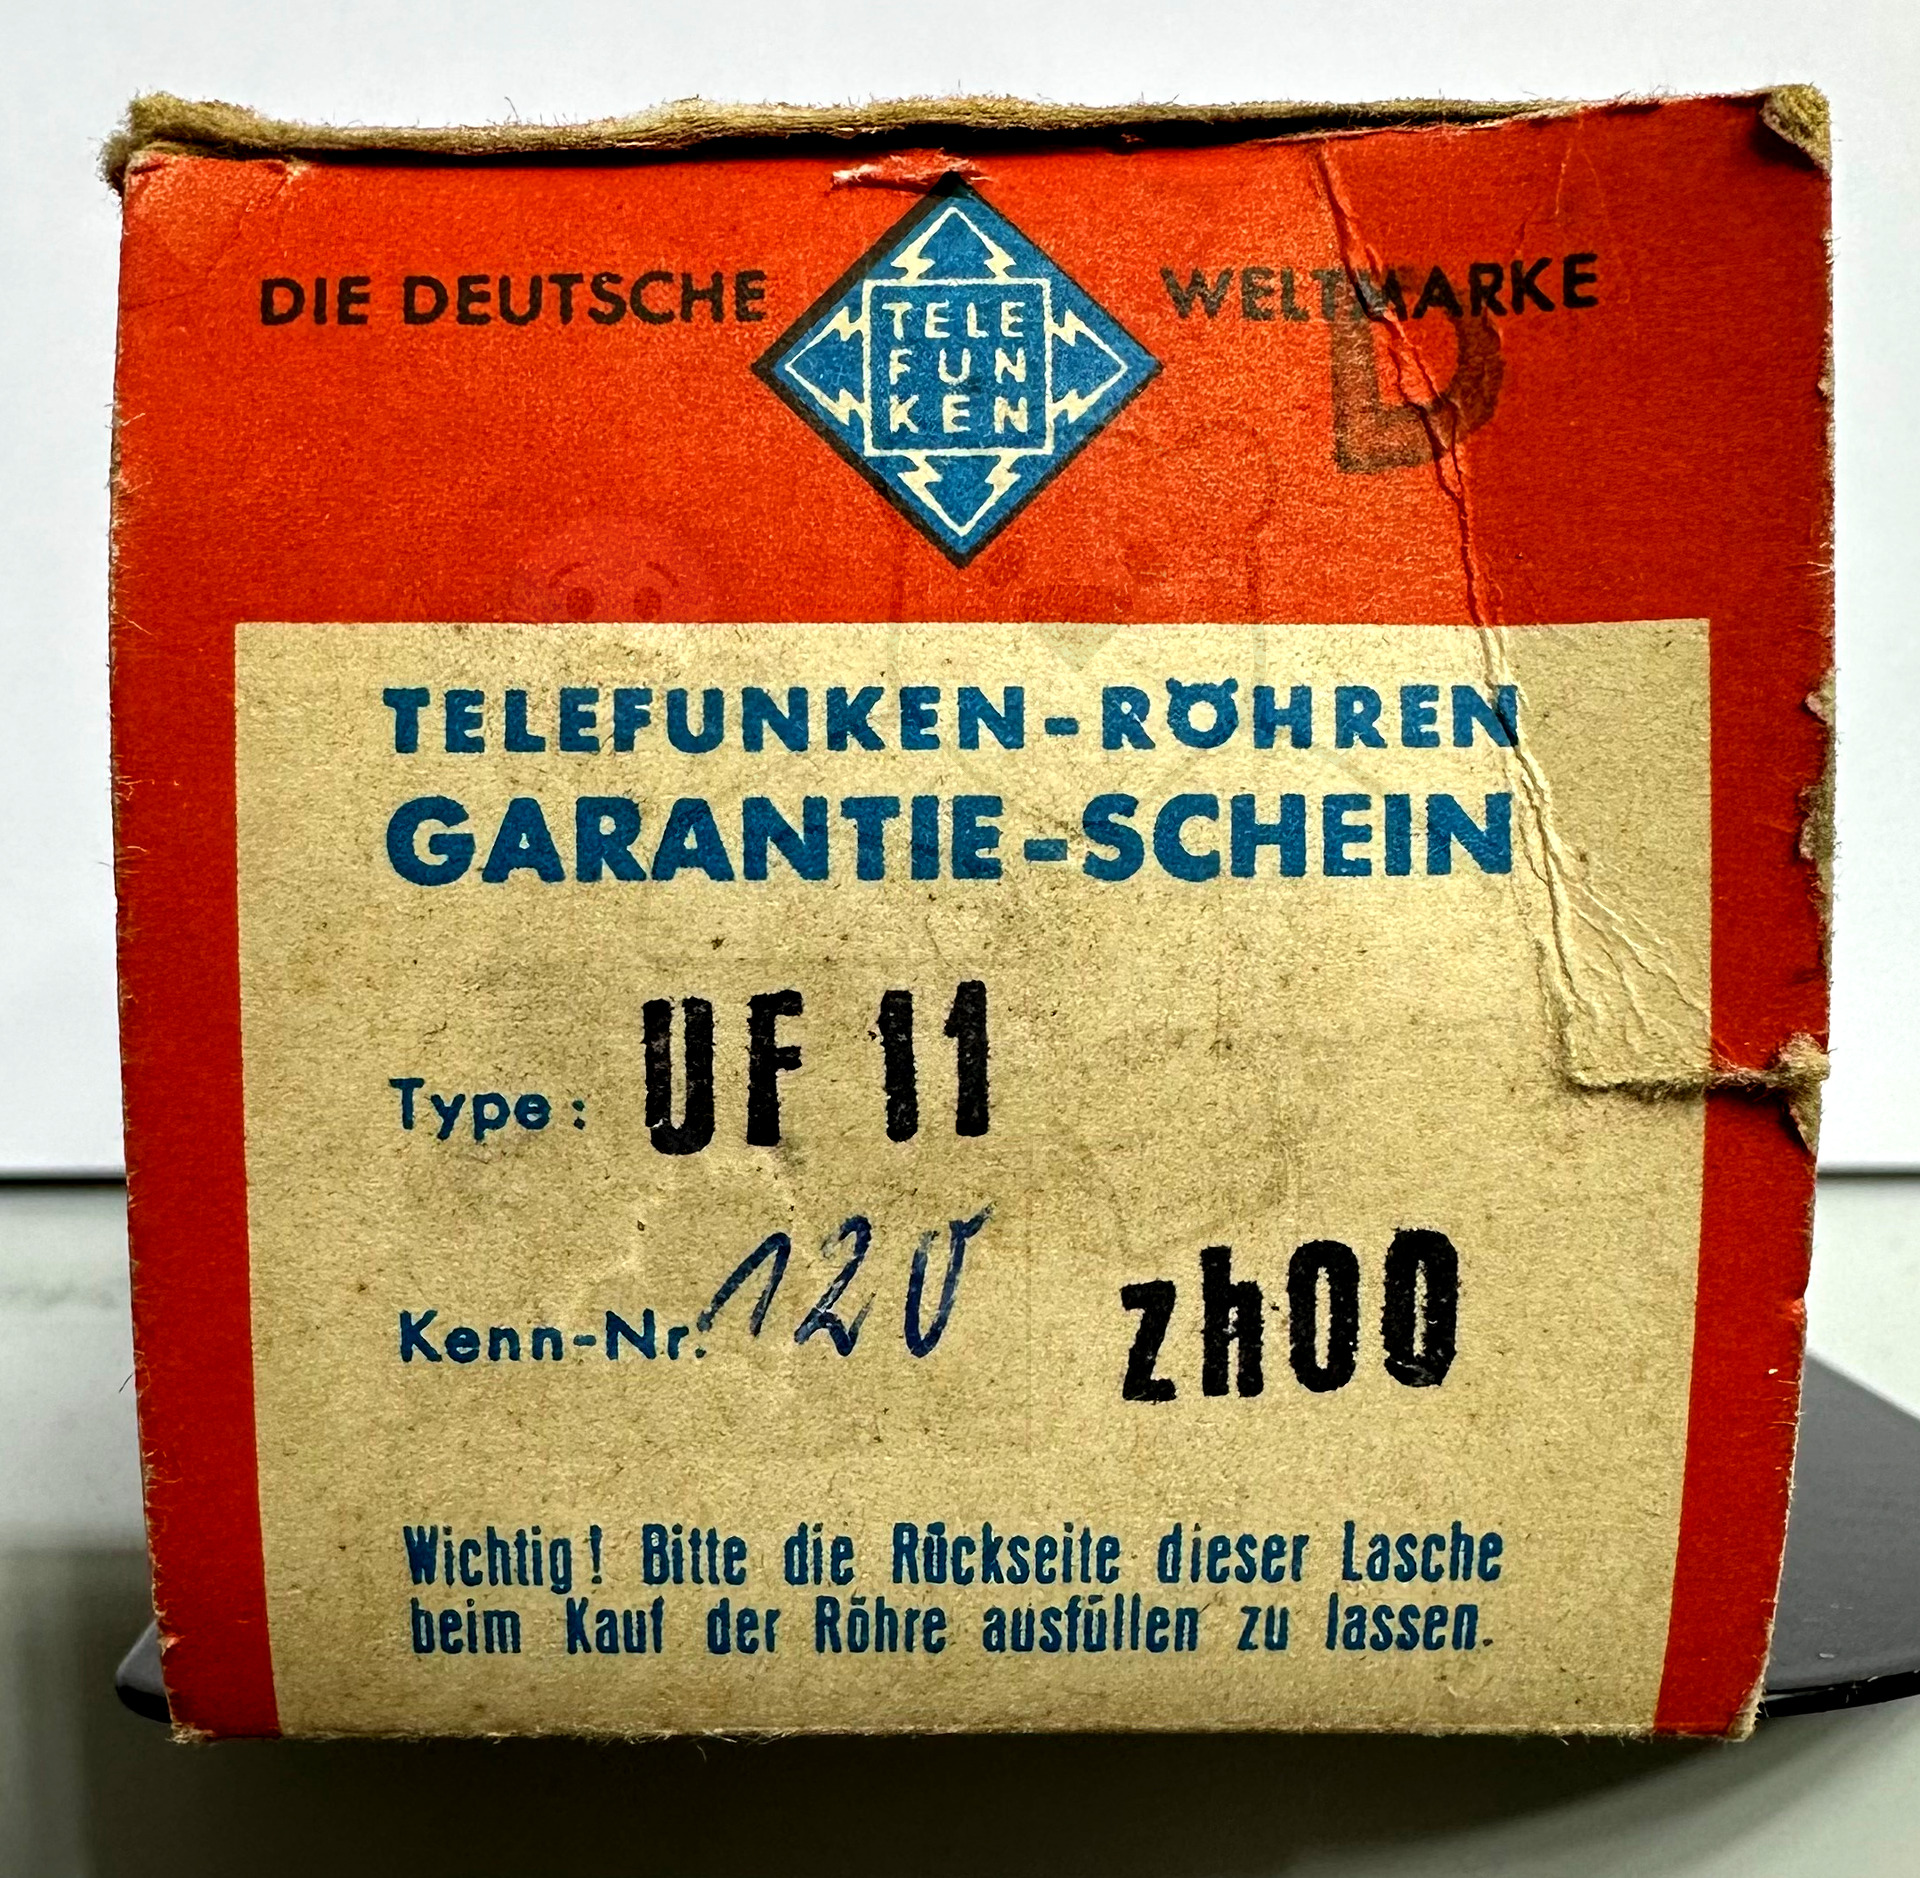 DIE DEUTSCHE WELTMARKE
TELE
FUN
KEN
D
TELEFUNKEN-RÖHREN
GARANTIE-SCHEIN
Type: UF 11
Kenn-Nr. 120 zh00
Wichtig! Bitte die Rückseite dieser Lasche
beim Kauf der Röhre ausfüllen zu lassen.